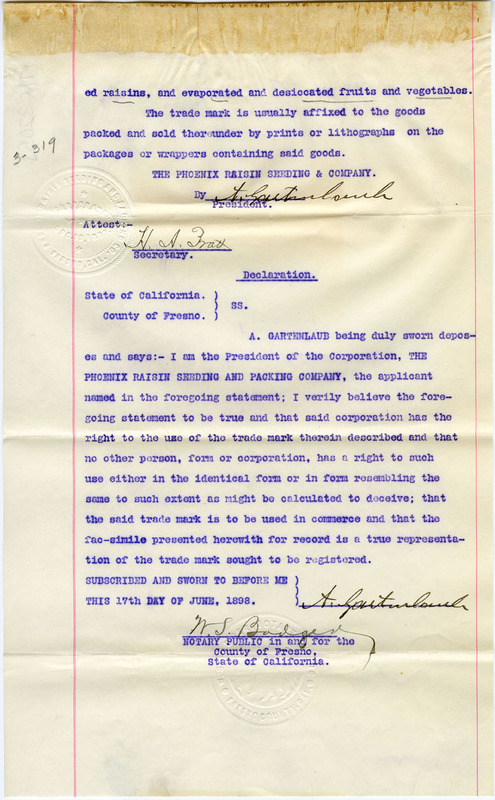 ed raisins, and evaporated and desiccated fruits and vegetables.
The trade mark is usually affixed to the goods
packed and sold thereunder by prints or lithographs on the
packages or wrappers containing said goods.
3-319
THE PHOENIX RAISIN SEEDING & COMPANY.
By A. Gartenlaub
President.
Attest:-
H. A.
Secretary.
Declaration.
State of California. )
) SS.
County of Fresno. )
A. GARTENLAUB being duly sworn depos-
es and says:- I am the President of the Corporation, THE
PHOENIX RAISIN SEEDING AND PACKING COMPANY, the applicant
named in the foregoing statement; I verily believe the fore-
going statement to be true and that said corporation has the
right to the use of the trade mark therein described and that
no other person, form or corporation, has a right to such
use either in the identical form or in form resembling the
same to such extent as might be calculated to deceive; that
the said trade mark is to be used in commerce and that the
fac-simile presented herewith for record is a true representa-
tion of the trade mark sought to be registered.
SUBSCRIBED AND SWORN TO BEFORE ME )
THIS 17th DAY OF JUNE, 1898. ) A. Gartenlaub
W. S. Badger
NOTARY PUBLIC in and for the
County of Fresno,
State of California.